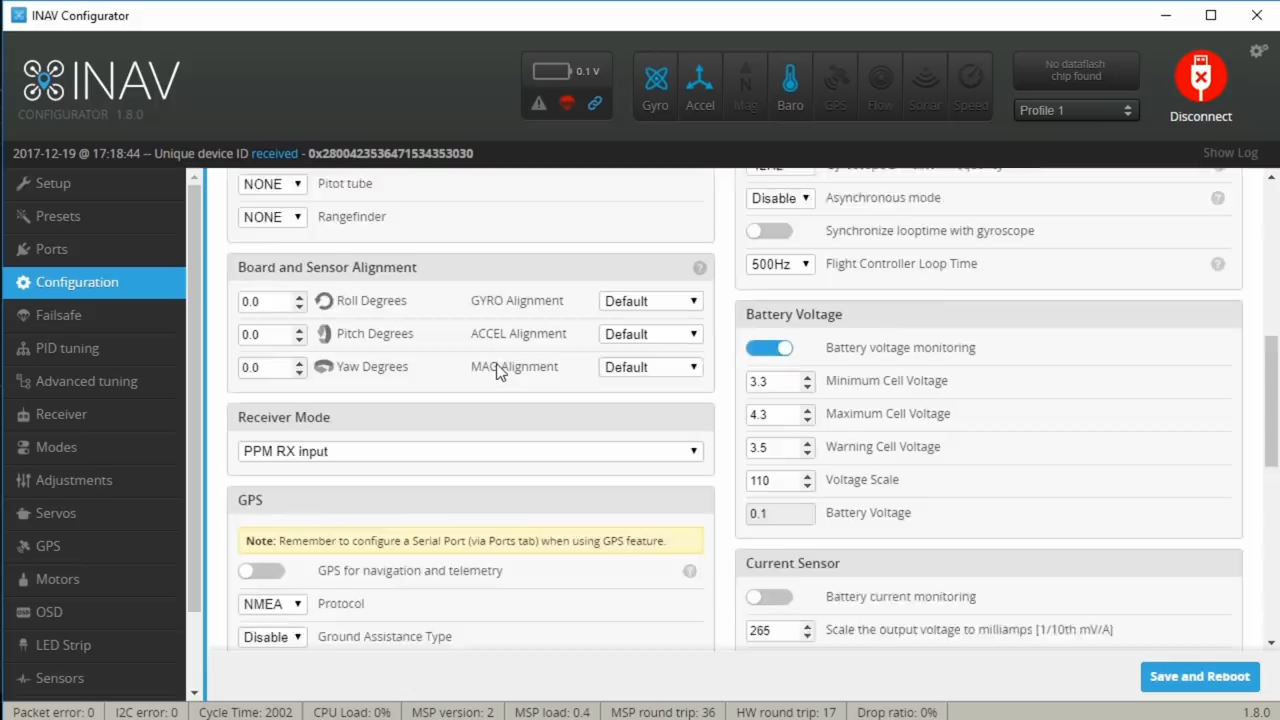 INAV Configurator
INAV
CONFIGURATOR 1.8.0
0.1 V
Gyro Accel Mag Baro GPS Flow Sonar Speed
No dataflash
chip found
Profile 1
Disconnect
2017-12-19 @ 17:18:44 -- Unique device ID received - 0x2800423536471534353030
Show Log
Setup
Presets
Ports
Configuration
Failsafe
PID tuning
Advanced tuning
Receiver
Modes
Adjustments
Servos
GPS
Motors
OSD
LED Strip
Sensors
NONE Pitot tube
NONE Rangefinder
Board and Sensor Alignment
0.0 Roll Degrees GYRO Alignment Default
0.0 Pitch Degrees ACCEL Alignment Default
0.0 Yaw Degrees MAG Alignment Default
Receiver Mode
PPM RX input
GPS
Note: Remember to configure a Serial Port (via Ports tab) when using GPS feature.
GPS for navigation and telemetry
NMEA Protocol
Disable Ground Assistance Type
Disable Asynchronous mode
Synchronize looptime with gyroscope
500Hz Flight Controller Loop Time
Battery Voltage
Battery voltage monitoring
3.3 Minimum Cell Voltage
4.3 Maximum Cell Voltage
3.5 Warning Cell Voltage
110 Voltage Scale
0.1 Battery Voltage
Current Sensor
Battery current monitoring
265 Scale the output voltage to milliamps [1/10th mV/A]
Save and Reboot
Packet error: 0 I2C error: 0 Cycle Time: 2002 CPU Load: 0% MSP version: 2 MSP load: 0.4 MSP round trip: 36 HW round trip: 17 Drop ratio: 0% 1.8.0